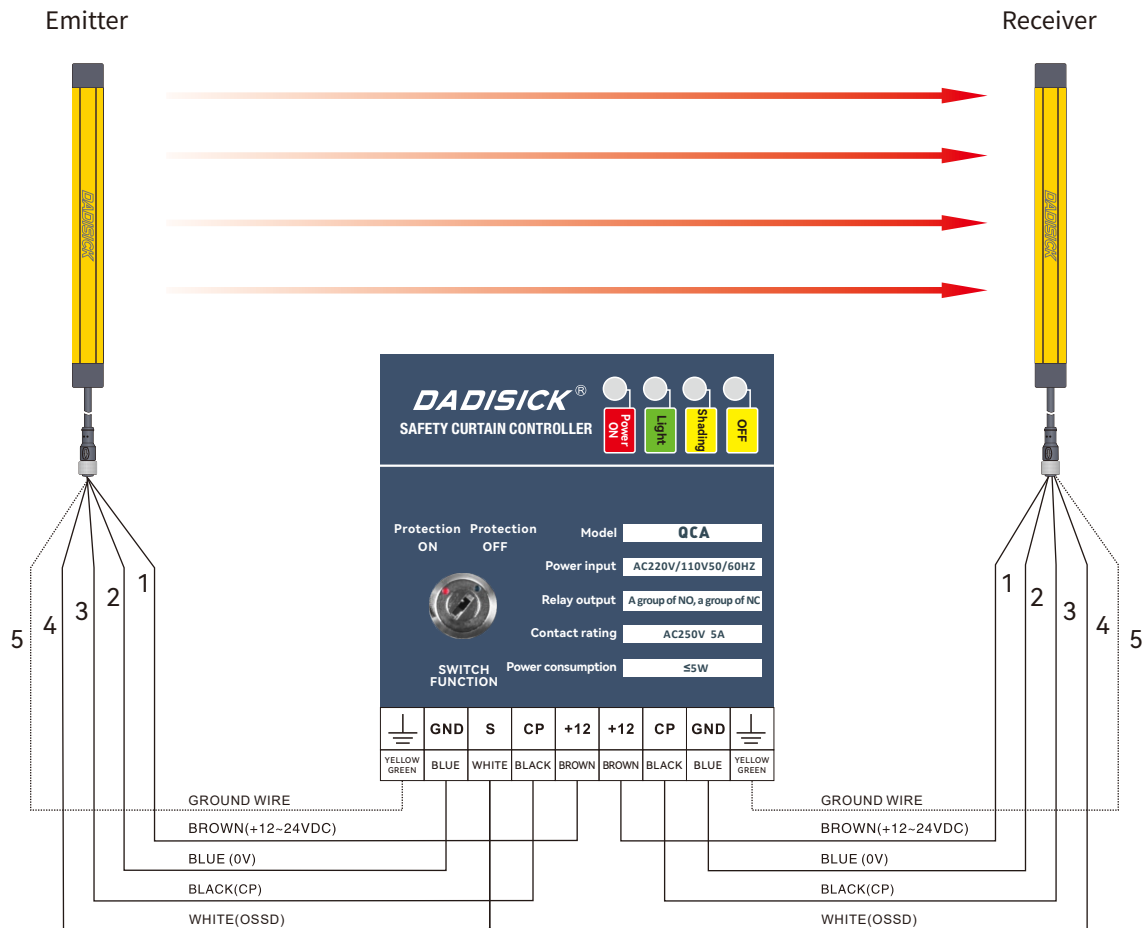 Emitter
Receiver
DADISICK
DADISICK
DADISICK®
SAFETY CURTAIN CONTROLLER
Power ON
Light
Shading
OFF
Protection ON
Protection OFF
SWITCH FUNCTION
Model QCA
Power input AC220V/110V50/60HZ
Relay output A group of NO, a group of NC
Contact rating AC250V 5A
Power consumption ≤5W
GND S CP +12 +12 CP GND
YELLOW GREEN BLUE WHITE BLACK BROWN BROWN BLACK BLUE YELLOW GREEN
5 4 3 2 1
1 2 3 4 5
GROUND WIRE
BROWN(+12~24VDC)
BLUE (0V)
BLACK(CP)
WHITE(OSSD)
GROUND WIRE
BROWN(+12~24VDC)
BLUE (0V)
BLACK(CP)
WHITE(OSSD)